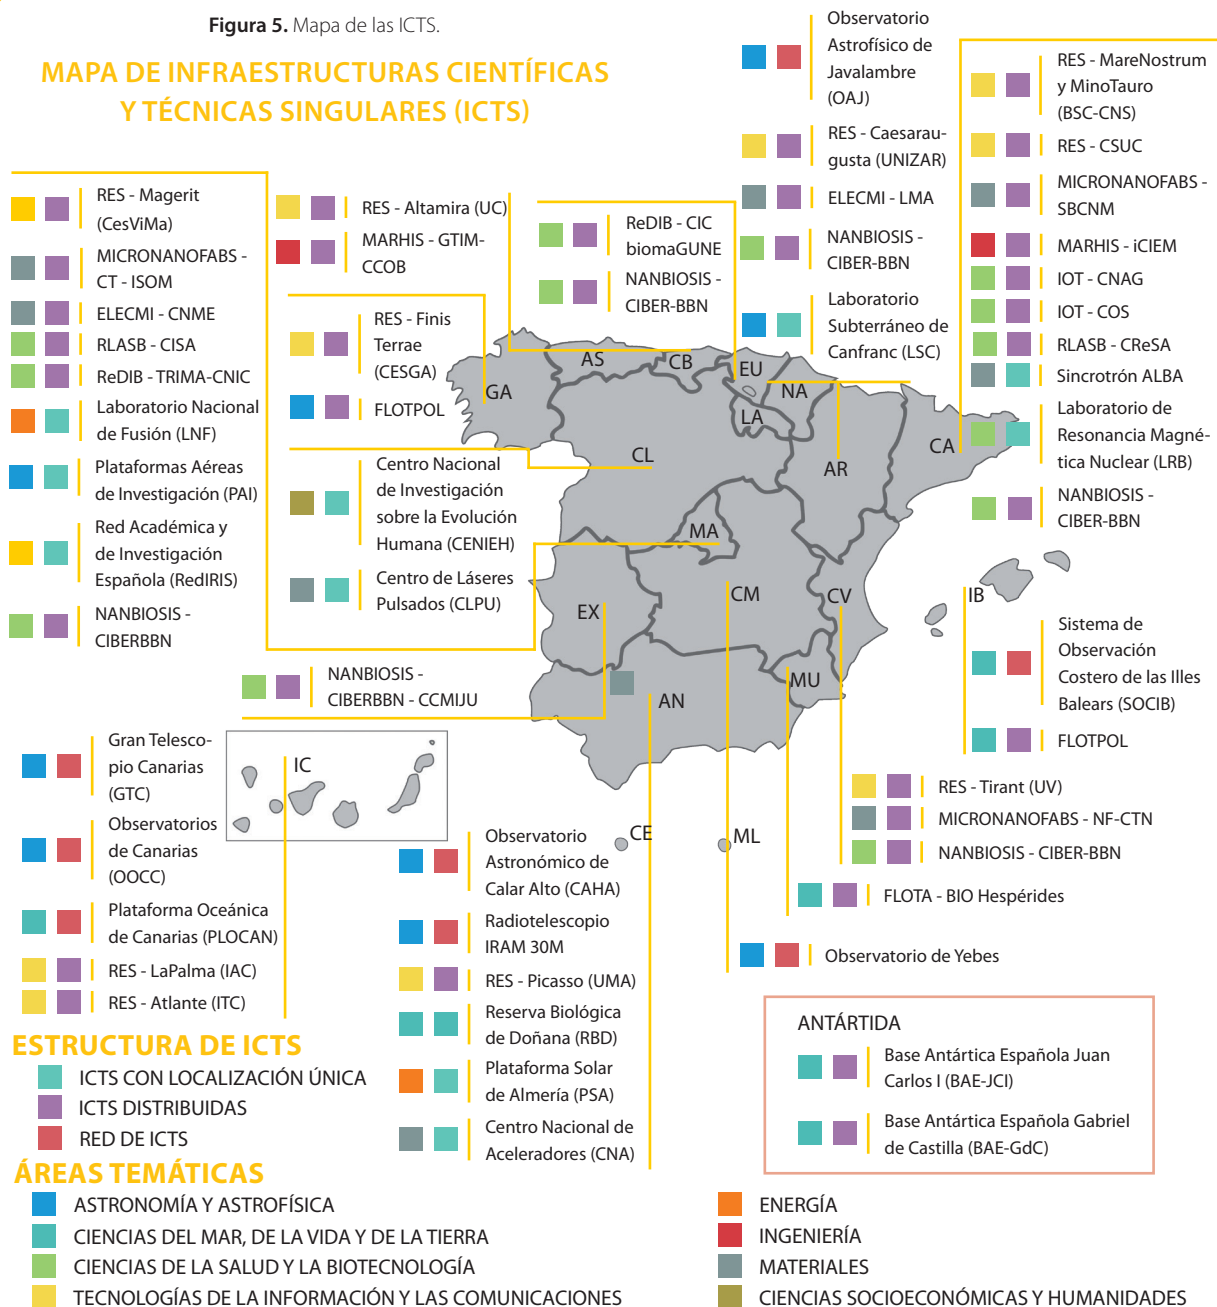 Figura 5. Mapa de las ICTS.
MAPA DE INFRAESTRUCTURAS CIENTÍFICAS
Y TÉCNICAS SINGULARES (ICTS)
RES - Magerit
(CesViMa)
MICRONANOFABS -
CT - ISOM
ELECMI - CNME
RLASB - CISA
ReDIB - TRIMA-CNIC
Laboratorio Nacional
de Fusión (LNF)
Plataformas Aéreas
de Investigación (PAI)
Red Académica y
de Investigación
Española (RedIRIS)
NANBIOSIS -
CIBERBBN
RES - Altamira (UC)
MARHIS - GTIM-
CCOB
RES - Finis
Terrae
(CESGA)
FLOTPOL
Centro Nacional
de Investigación
sobre la Evolución
Humana (CENIEH)
Centro de Láseres
Pulsados (CLPU)
NANBIOSIS -
CIBERBBN - CCMIJU
ReDIB - CIC
biomaGUNE
NANBIOSIS -
CIBER-BBN
Observatorio
Astrofísico de
Javalambre
(OAJ)
RES - Caesarau-
gusta (UNIZAR)
ELECMI - LMA
NANBIOSIS -
CIBER-BBN
Laboratorio
Subterráneo de
Canfranc (LSC)
RES - MareNostrum
y MinoTauro
(BSC-CNS)
RES - CSUC
MICRONANOFABS -
SBCNM
MARHIS - iCIEM
IOT - CNAG
IOT - COS
RLASB - CReSA
Sincrotrón ALBA
Laboratorio de
Resonancia Magné-
tica Nuclear (LRB)
NANBIOSIS -
CIBER-BBN
GA
AS
CB
EU
NA
LA
CL
AR
CA
MA
CM
EX
CV
IB
MU
AN
IC
CE
ML
Sistema de
Observación
Costero de las Illes
Balears (SOCIB)
FLOTPOL
RES - Tirant (UV)
MICRONANOFABS - NF-CTN
NANBIOSIS - CIBER-BBN
FLOTA - BIO Hespérides
Observatorio de Yebes
Gran Telesco-
pio Canarias
(GTC)
Observatorios
de Canarias
(OOCC)
Plataforma Oceánica
de Canarias (PLOCAN)
RES - LaPalma (IAC)
RES - Atlante (ITC)
Observatorio
Astronómico de
Calar Alto (CAHA)
Radiotelescopio
IRAM 30M
RES - Picasso (UMA)
Reserva Biológica
de Doñana (RBD)
Plataforma Solar
de Almería (PSA)
Centro Nacional de
Aceleradores (CNA)
ANTÁRTIDA
Base Antártica Española Juan
Carlos I (BAE-JCI)
Base Antártica Española Gabriel
de Castilla (BAE-GdC)
ESTRUCTURA DE ICTS
ICTS CON LOCALIZACIÓN ÚNICA
ICTS DISTRIBUIDAS
RED DE ICTS
ÁREAS TEMÁTICAS
ASTRONOMÍA Y ASTROFÍSICA
CIENCIAS DEL MAR, DE LA VIDA Y DE LA TIERRA
CIENCIAS DE LA SALUD Y LA BIOTECNOLOGÍA
TECNOLOGÍAS DE LA INFORMACIÓN Y LAS COMUNICACIONES
ENERGÍA
INGENIERÍA
MATERIALES
CIENCIAS SOCIOECONÓMICAS Y HUMANIDADES